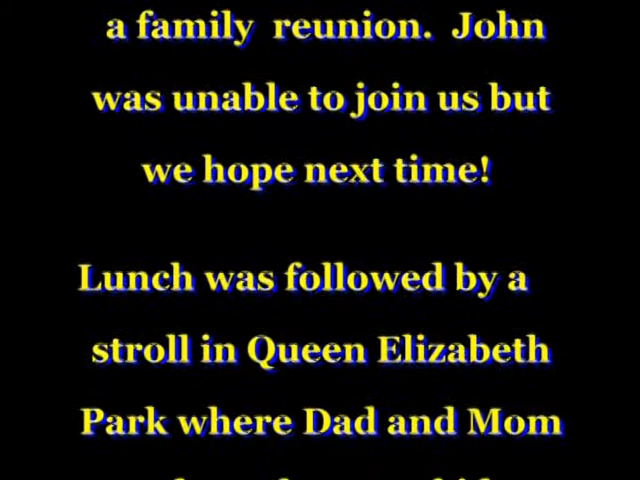 a family reunion. John
was unable to join us but
we hope next time!
Lunch was followed by a
stroll in Queen Elizabeth
Park where Dad and Mom